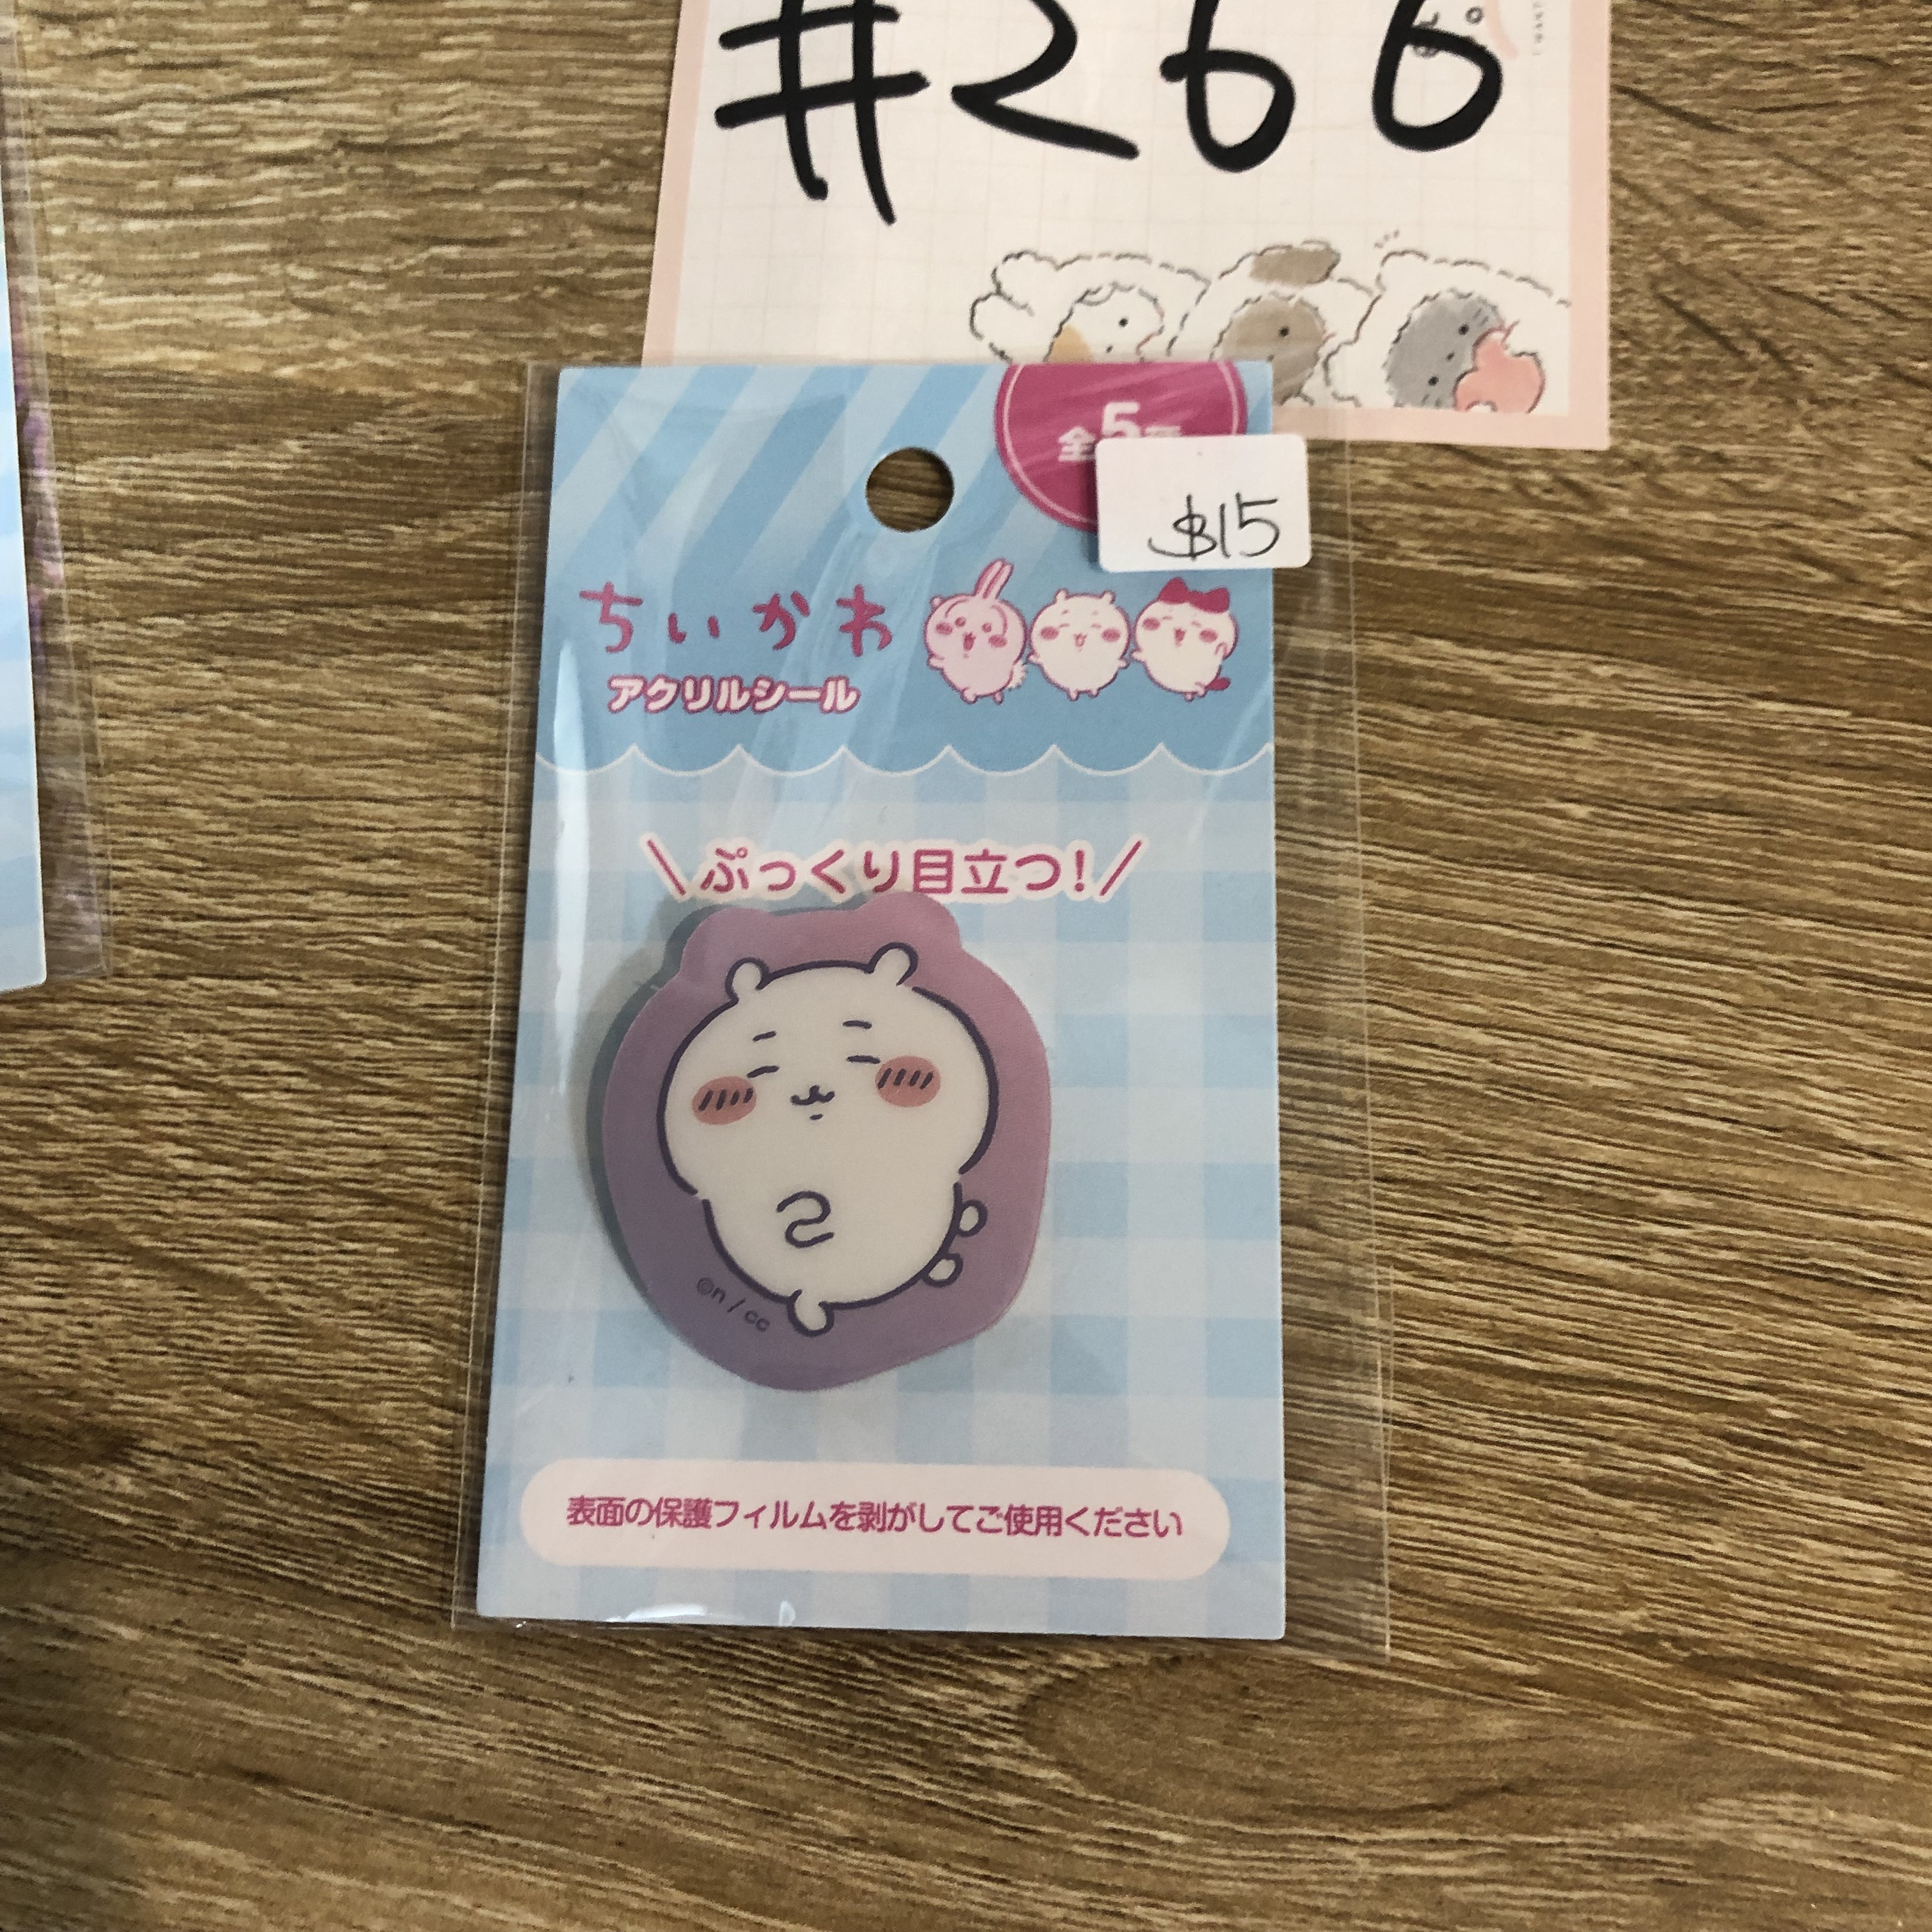 #266
全5
$15
ちいかわ
アクリルシール
\ぷっくり目立つ!/
©n / cc
表面の保護フィルムを剥がしてご使用ください